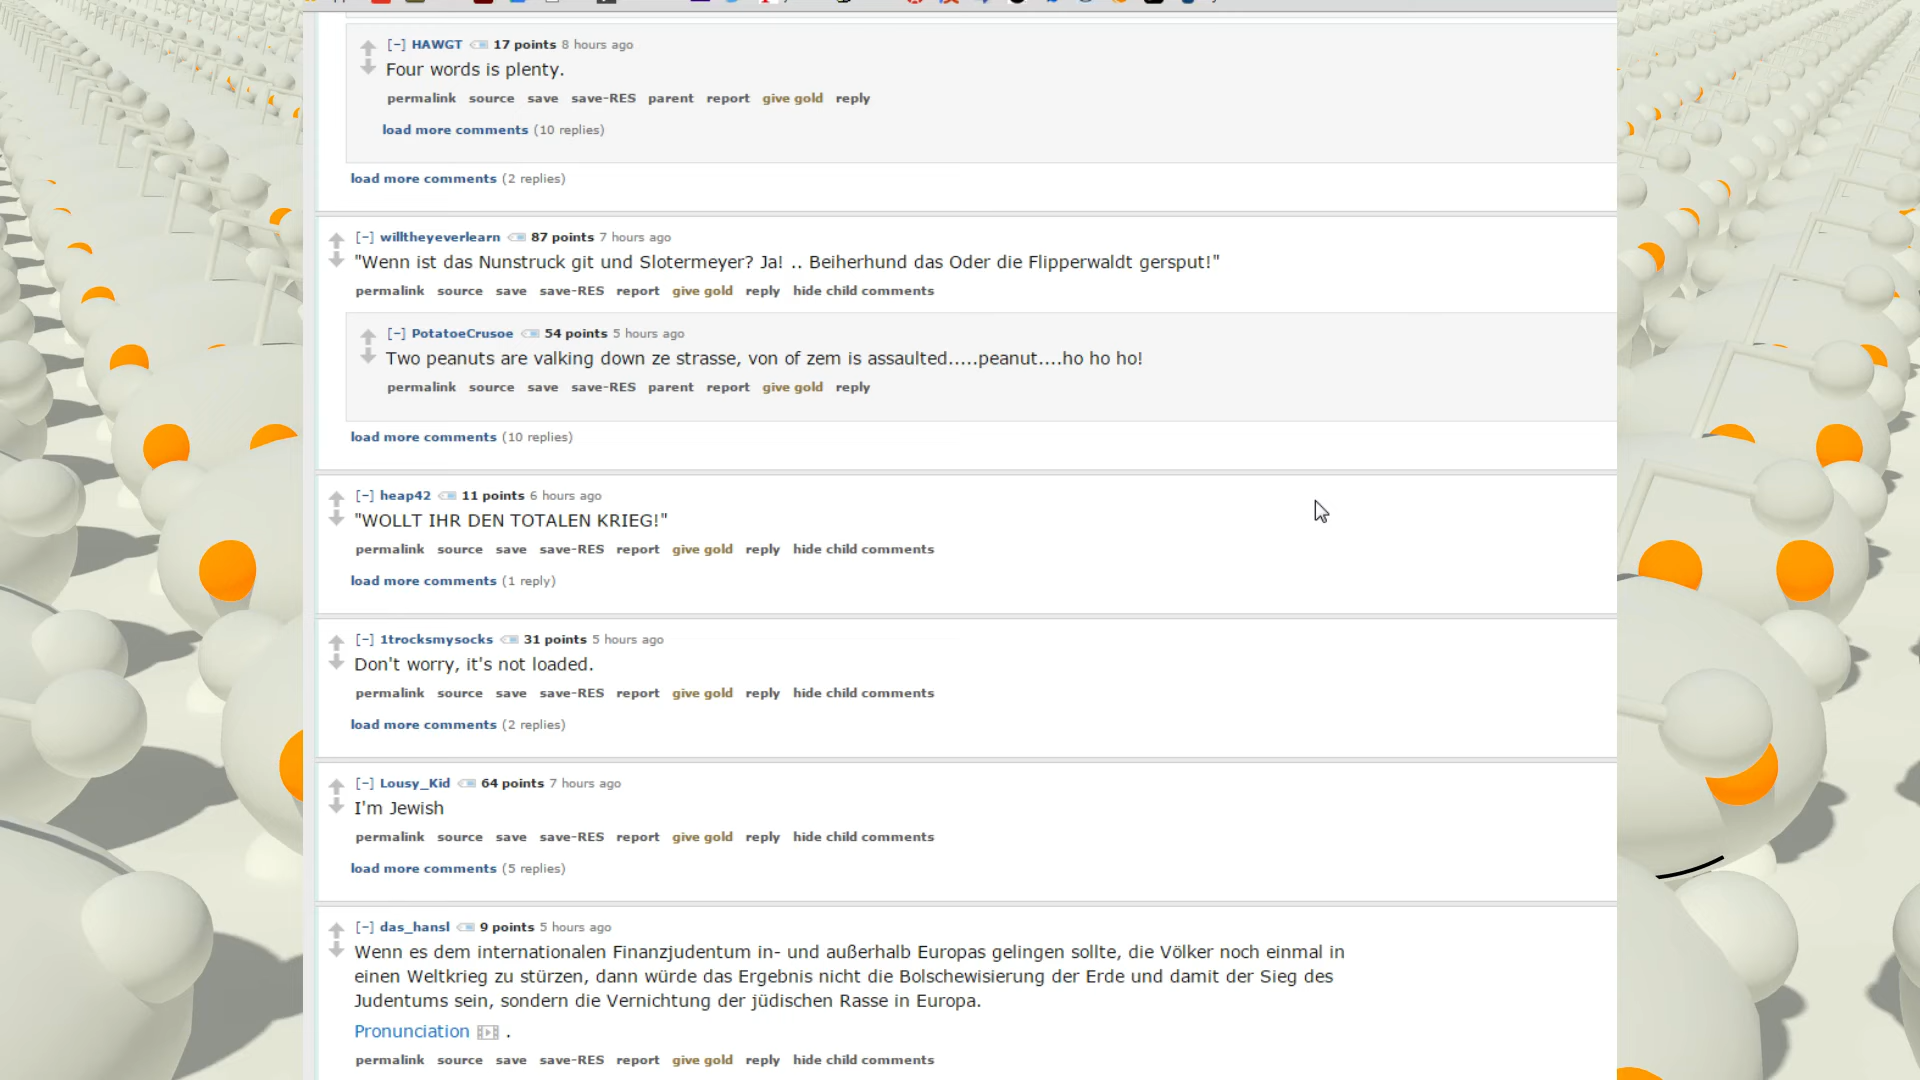 [–] HAWGT 17 points 8 hours ago
Four words is plenty.
permalink source save save-RES parent report give gold reply
load more comments (10 replies)
load more comments (2 replies)
[–] willtheyeverlearn 87 points 7 hours ago
"Wenn ist das Nunstruck git und Slotermeyer? Ja! .. Beiherhund das Oder die Flipperwaldt gersput!"
permalink source save save-RES report give gold reply hide child comments
[–] PotatoeCrusoe 54 points 5 hours ago
Two peanuts are valking down ze strasse, von of zem is assaulted.....peanut....ho ho ho!
permalink source save save-RES parent report give gold reply
load more comments (10 replies)
[–] heap42 11 points 6 hours ago
"WOLLT IHR DEN TOTALEN KRIEG!"
permalink source save save-RES report give gold reply hide child comments
load more comments (1 reply)
[–] 1trocksmysocks 31 points 5 hours ago
Don't worry, it's not loaded.
permalink source save save-RES report give gold reply hide child comments
load more comments (2 replies)
[–] Lousy_Kid 64 points 7 hours ago
I'm Jewish
permalink source save save-RES report give gold reply hide child comments
load more comments (5 replies)
[–] das_hansl 9 points 5 hours ago
Wenn es dem internationalen Finanzjudentum in- und außerhalb Europas gelingen sollte, die Völker noch einmal in
einen Weltkrieg zu stürzen, dann würde das Ergebnis nicht die Bolschewisierung der Erde und damit der Sieg des
Judentums sein, sondern die Vernichtung der jüdischen Rasse in Europa.
Pronunciation .
permalink source save save-RES report give gold reply hide child comments